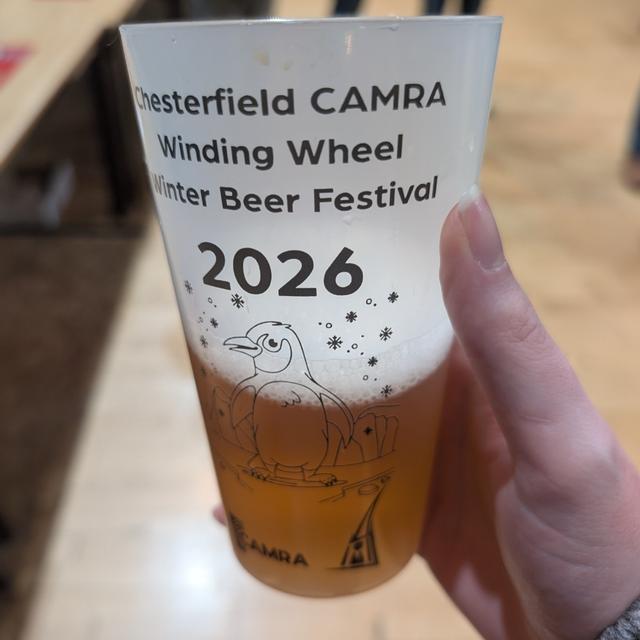 Chesterfield CAMRA
Winding Wheel
Winter Beer Festival
2026
CAMRA